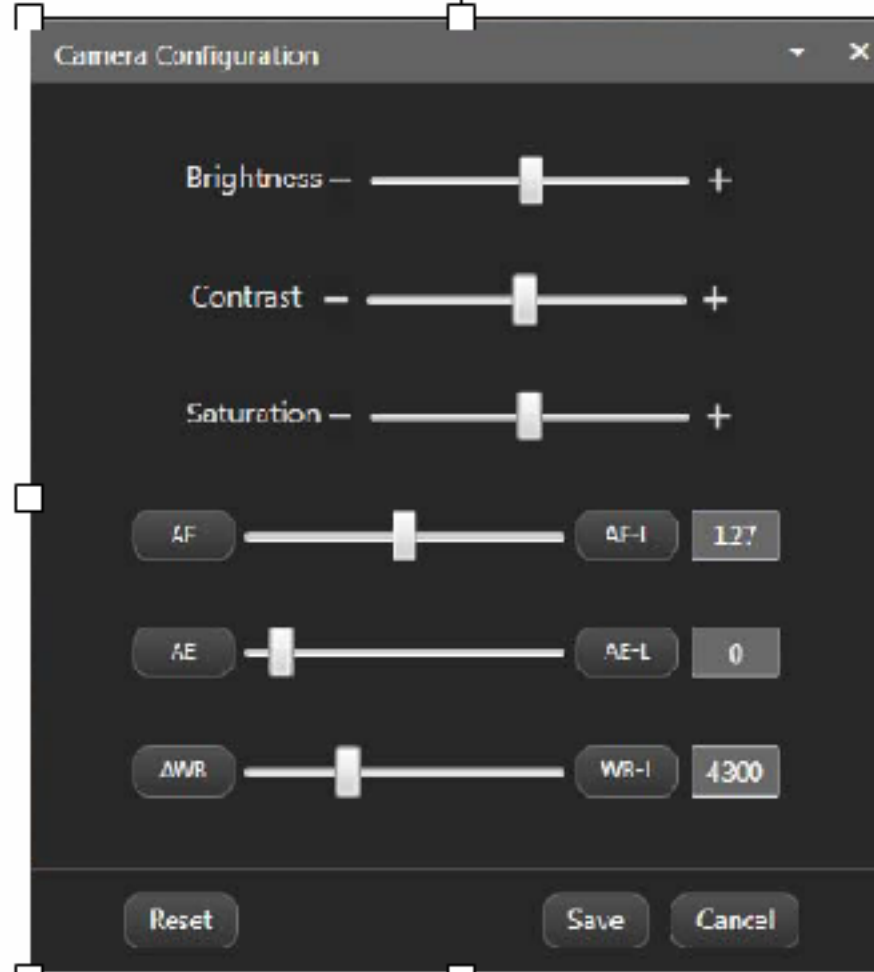 Camera Configuration
Brightness – +
Contrast – +
Saturation – +
AF AF-L 127
AE AE-L 0
AWB WB-L 4300
Reset Save Cancel